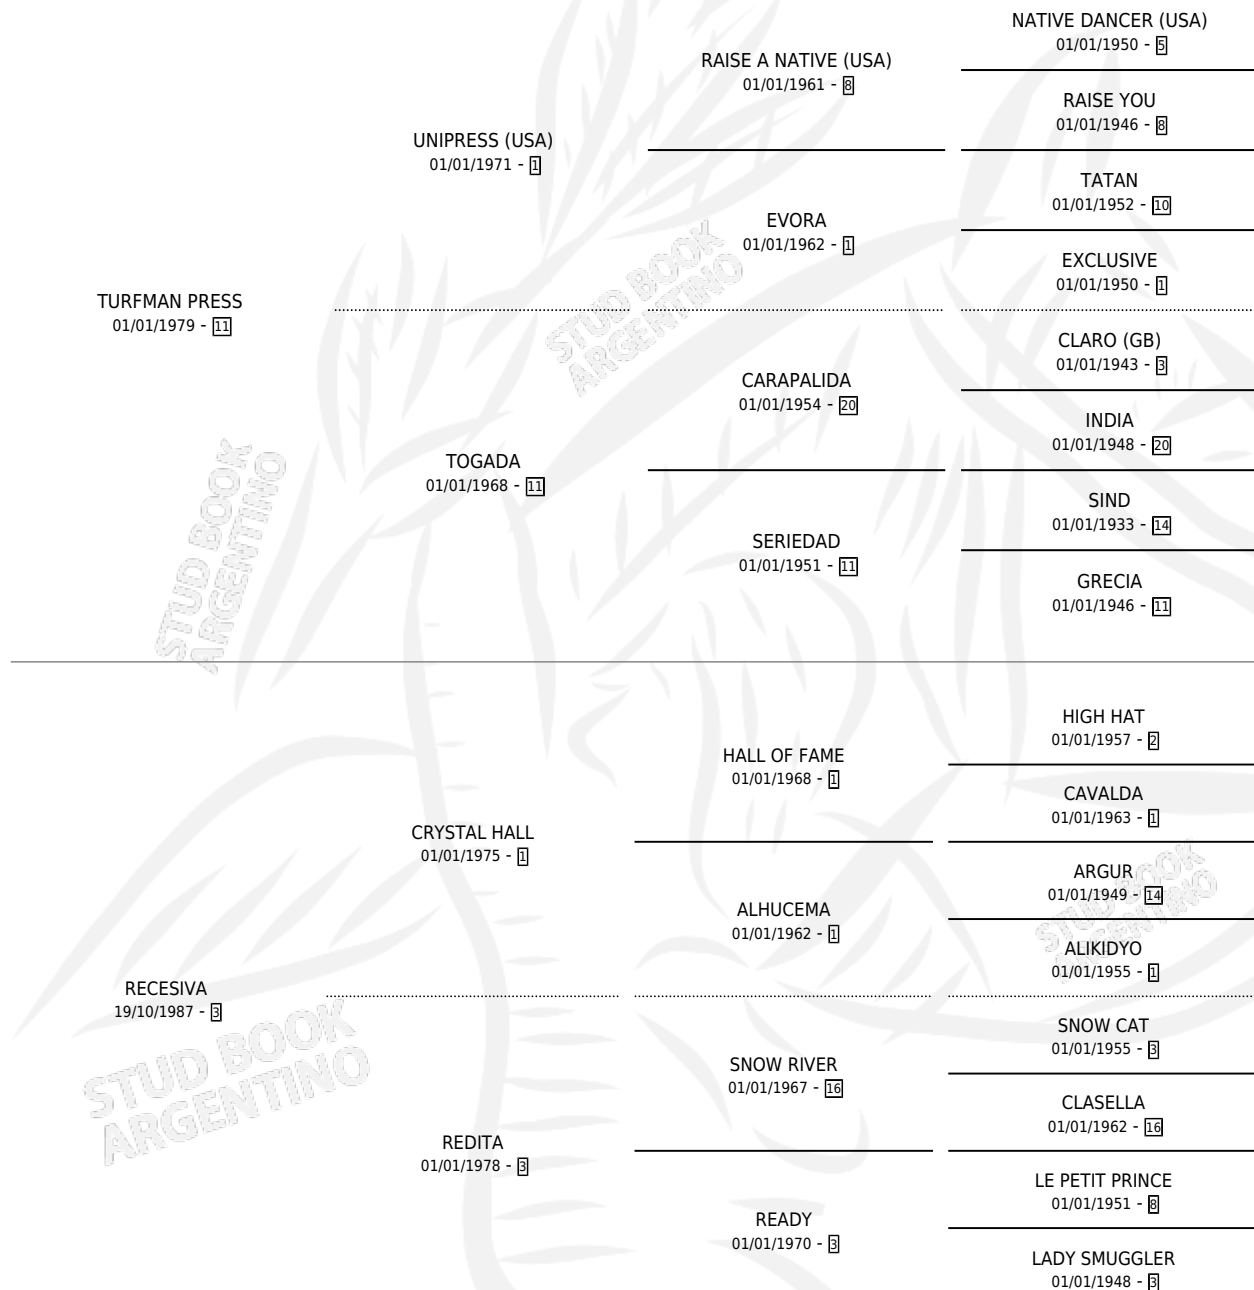 NATIVE DANCER (USA)
01/01/1950 - 5
RAISE A NATIVE (USA)
01/01/1961 - 8
RAISE YOU
01/01/1946 - 8
UNIPRESS (USA)
01/01/1971 - 1
TATAN
01/01/1952 - 10
EVORA
01/01/1962 - 1
EXCLUSIVE
01/01/1950 - 1
TURFMAN PRESS
01/01/1979 - 11
CLARO (GB)
01/01/1943 - 3
CARAPALIDA
01/01/1954 - 20
INDIA
01/01/1948 - 20
TOGADA
01/01/1968 - 11
SIND
01/01/1933 - 14
SERIEDAD
01/01/1951 - 11
GRECIA
01/01/1946 - 11
HIGH HAT
01/01/1957 - 2
HALL OF FAME
01/01/1968 - 1
CAVALDA
01/01/1963 - 1
CRYSTAL HALL
01/01/1975 - 1
ARGUR
01/01/1949 - 14
ALHUCEMA
01/01/1962 - 1
ALIKIDYO
01/01/1955 - 1
RECESIVA
19/10/1987 - 3
SNOW CAT
01/01/1955 - 3
SNOW RIVER
01/01/1967 - 16
CLASELLA
01/01/1962 - 16
REDITA
01/01/1978 - 3
LE PETIT PRINCE
01/01/1951 - 8
READY
01/01/1970 - 3
LADY SMUGGLER
01/01/1948 - 3
STUD BOOK
ARGENTINO
STUD BOOK
ARGENTINO
STUD BOOK
ARGENTINO
STUD BOOK
ARGENTINO